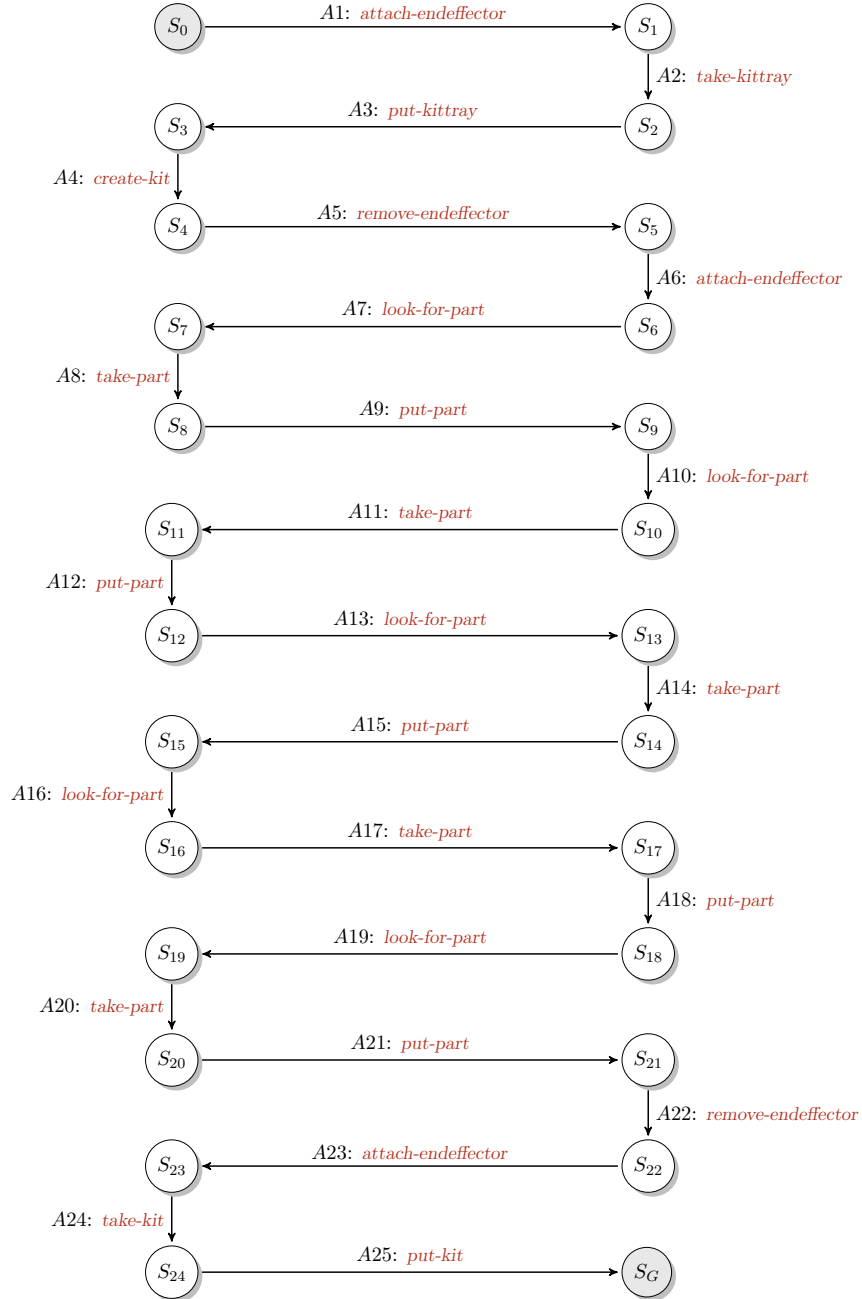 S0 A1: attach-endeffector S1
A2: take-kittray
S3 A3: put-kittray S2
A4: create-kit
S4 A5: remove-endeffector S5
A6: attach-endeffector
S7 A7: look-for-part S6
A8: take-part
S8 A9: put-part S9
A10: look-for-part
S11 A11: take-part S10
A12: put-part
S12 A13: look-for-part S13
A14: take-part
S15 A15: put-part S14
A16: look-for-part
S16 A17: take-part S17
A18: put-part
S19 A19: look-for-part S18
A20: take-part
S20 A21: put-part S21
A22: remove-endeffector
S23 A23: attach-endeffector S22
A24: take-kit
S24 A25: put-kit SG